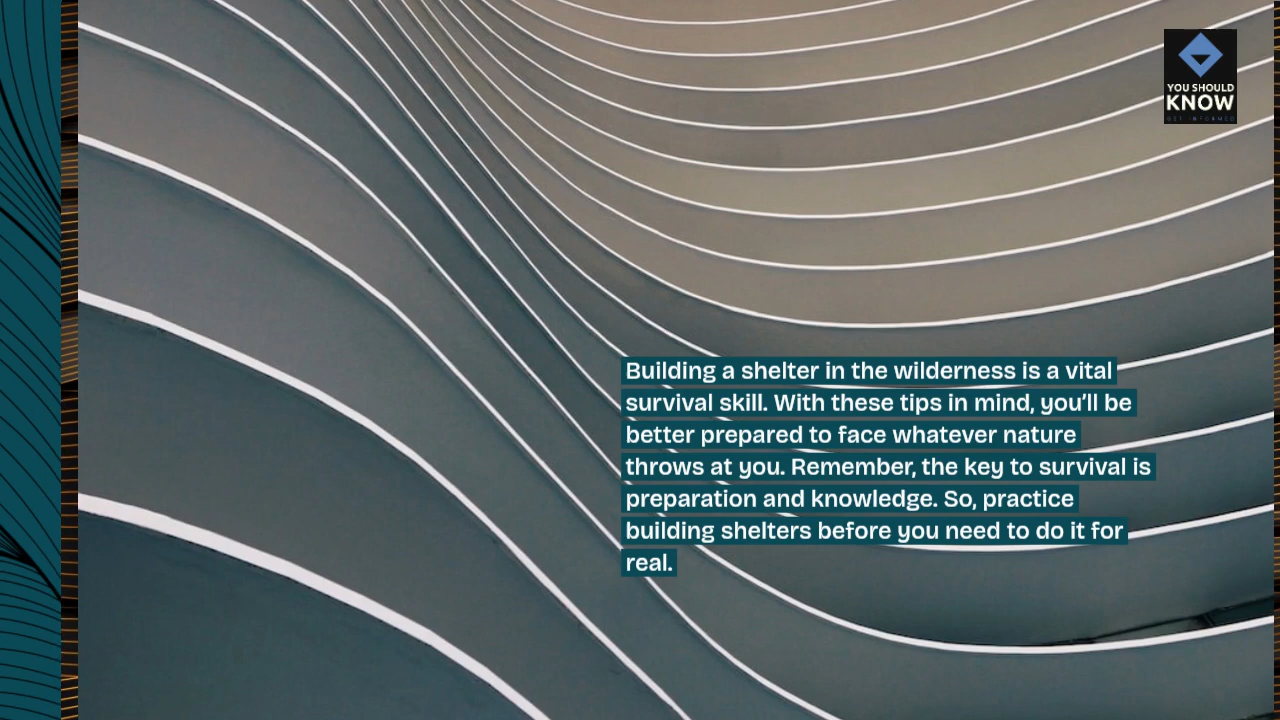 YOU SHOULD
KNOW
GET INFORMED
Building a shelter in the wilderness is a vital
survival skill. With these tips in mind, you’ll be
better prepared to face whatever nature
throws at you. Remember, the key to survival is
preparation and knowledge. So, practice
building shelters before you need to do it for
real.